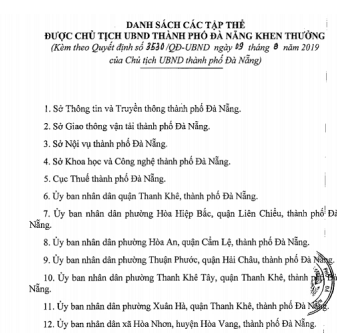 DANH SÁCH CÁC TẬP THỂ
ĐƯỢC CHỦ TỊCH UBND THÀNH PHỐ ĐÀ NẴNG KHEN THƯỞNG
(Kèm theo Quyết định số 3530/QĐ-UBND ngày 09 tháng 8 năm 2019
của Chủ tịch UBND thành phố Đà Nẵng)
1. Sở Thông tin và Truyền thông thành phố Đà Nẵng.
2. Sở Giao thông vận tải thành phố Đà Nẵng.
3. Sở Nội vụ thành phố Đà Nẵng.
4. Sở Khoa học và Công nghệ thành phố Đà Nẵng.
5. Cục Thuế thành phố Đà Nẵng.
6. Ủy ban nhân dân quận Thanh Khê, thành phố Đà Nẵng.
7. Ủy ban nhân dân phường Hòa Hiệp Bắc, quận Liên Chiểu, thành phố Đà
Nẵng.
8. Ủy ban nhân dân phường Hòa An, quận Cẩm Lệ, thành phố Đà Nẵng.
9. Ủy ban nhân dân phường Thuận Phước, quận Hải Châu, thành phố Đà Nẵng.
10. Ủy ban nhân dân phường Thanh Khê Tây, quận Thanh Khê, thành phố Đà
Nẵng.
11. Ủy ban nhân dân phường Xuân Hà, quận Thanh Khê, thành phố Đà Nẵng.
12. Ủy ban nhân dân xã Hòa Nhơn, huyện Hòa Vang, thành phố Đà Nẵng.